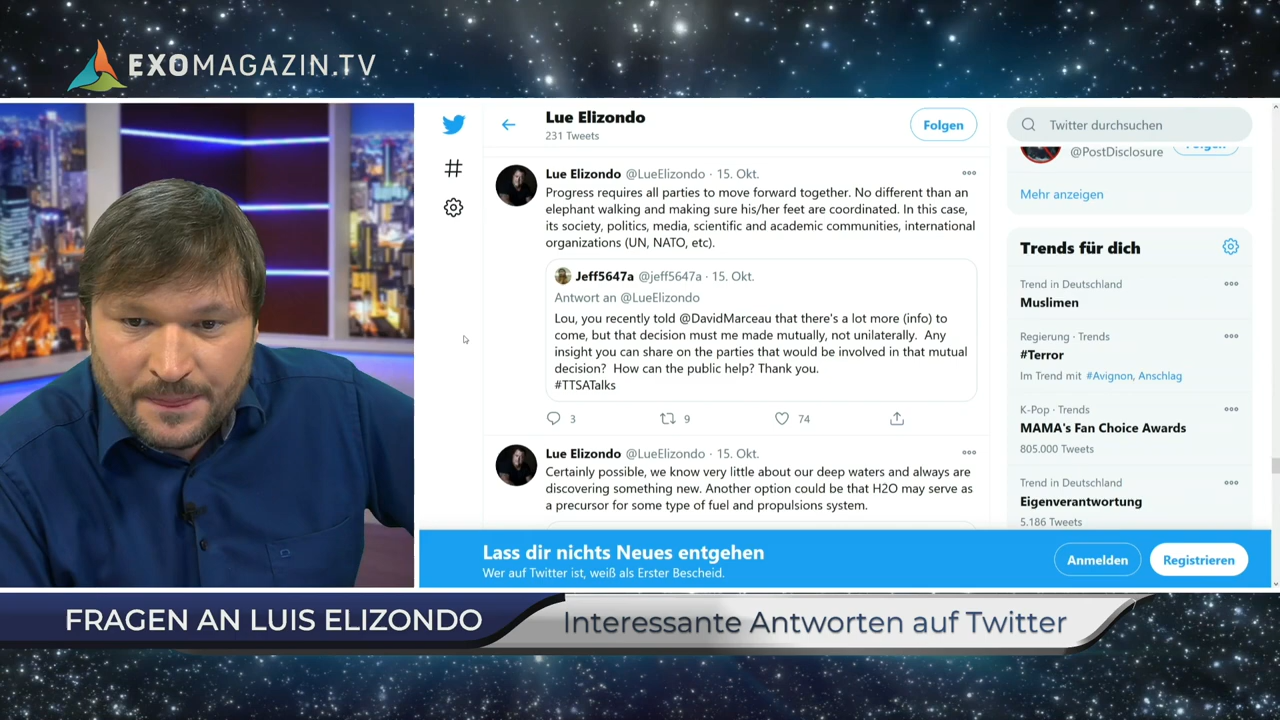 EXOMAGAZIN.TV
Lue Elizondo
231 Tweets
Folgen
Twitter durchsuchen
@PostDisclosure
Folgen
Mehr anzeigen
Lue Elizondo @LueElizondo · 15. Okt.
Progress requires all parties to move forward together. No different than an
elephant walking and making sure his/her feet are coordinated. In this case,
its society, politics, media, scientific and academic communities, international
organizations (UN, NATO, etc).
Jeff5647a @jeff5647a · 15. Okt.
Antwort an @LueElizondo
Lou, you recently told @DavidMarceau that there's a lot more (info) to
come, but that decision must me made mutually, not unilaterally. Any
insight you can share on the parties that would be involved in that mutual
decision? How can the public help? Thank you.
#TTSATalks
3 9 74
Lue Elizondo @LueElizondo · 15. Okt.
Certainly possible, we know very little about our deep waters and always are
discovering something new. Another option could be that H2O may serve as
a precursor for some type of fuel and propulsions system.
Trends für dich
Trend in Deutschland
Muslimen
Regierung · Trends
#Terror
Im Trend mit #Avignon, Anschlag
K-Pop · Trends
MAMA's Fan Choice Awards
805.000 Tweets
Trend in Deutschland
Eigenverantwortung
5.186 Tweets
Lass dir nichts Neues entgehen
Wer auf Twitter ist, weiß als Erster Bescheid.
Anmelden
Registrieren
FRAGEN AN LUIS ELIZONDO
Interessante Antworten auf Twitter